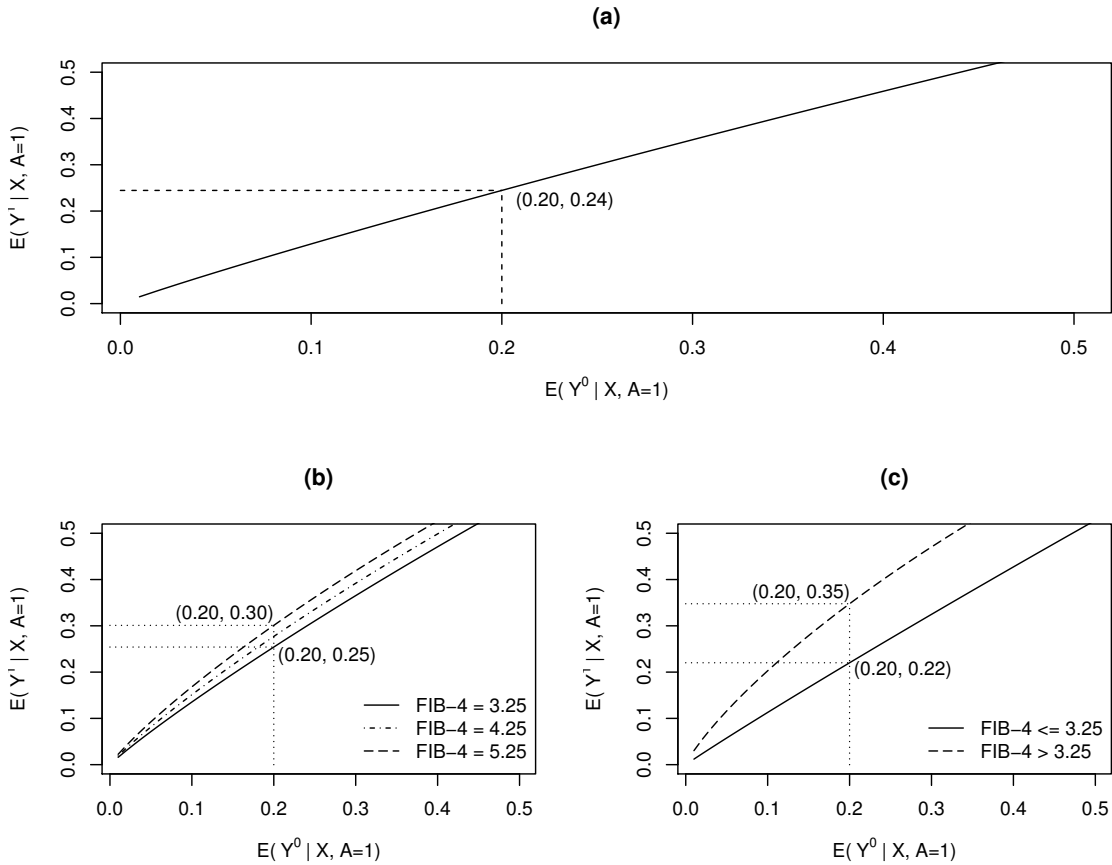 (a)
E( Y¹ | X, A=1)
0.5
0.4
0.3
0.2
0.1
0.0
(0.20, 0.24)
0.0 0.1 0.2 0.3 0.4 0.5
E( Y⁰ | X, A=1)
(b)
E( Y¹ | X, A=1)
0.5
0.4
0.3
0.2
0.1
0.0
(0.20, 0.30)
(0.20, 0.25)
FIB−4 = 3.25
FIB−4 = 4.25
FIB−4 = 5.25
0.0 0.1 0.2 0.3 0.4 0.5
E( Y⁰ | X, A=1)
(c)
E( Y¹ | X, A=1)
0.5
0.4
0.3
0.2
0.1
0.0
(0.20, 0.35)
(0.20, 0.22)
FIB−4 <= 3.25
FIB−4 > 3.25
0.0 0.1 0.2 0.3 0.4 0.5
E( Y⁰ | X, A=1)